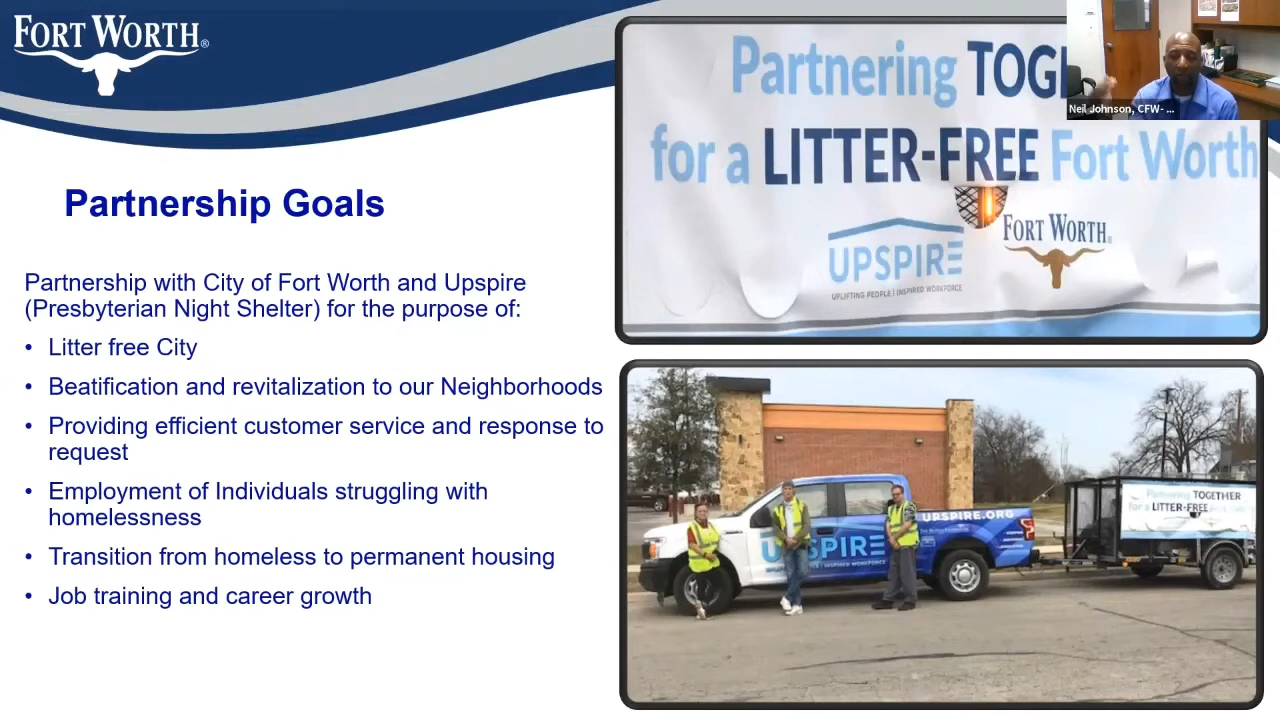 FORT WORTH®
Partnership Goals
Partnership with City of Fort Worth and Upspire
(Presbyterian Night Shelter) for the purpose of:
• Litter free City
• Beatification and revitalization to our Neighborhoods
• Providing efficient customer service and response to
request
• Employment of Individuals struggling with
homelessness
• Transition from homeless to permanent housing
• Job training and career growth
Partnering TOG
for a LITTER-FREE Fort Worth
UPSPIRE
UPLIFTING PEOPLE | INSPIRED WORKFORCE
FORT WORTH®
Neil Johnson, CFW- ...
UPSPIRE.ORG
UPSPIRE
INSPIRED WORKFORCE
Partnering TOGETHER
for a LITTER-FREE